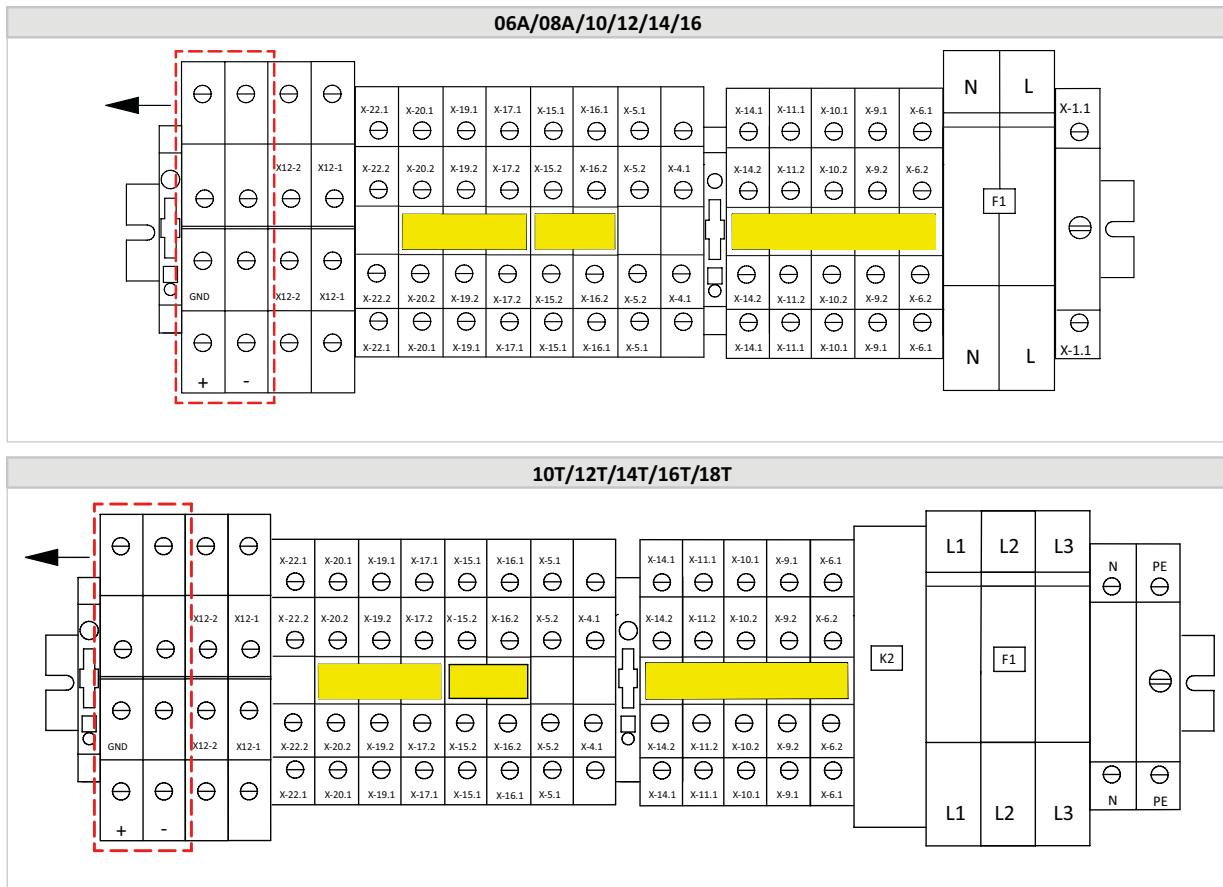 06A/08A/10/12/14/16
N L
X-22.1 X-20.1 X-19.1 X-17.1 X-15.1 X-16.1 X-5.1 X-14.1 X-11.1 X-10.1 X-9.1 X-6.1 X-1.1
X12-2 X12-1 X-22.2 X-20.2 X-19.2 X-17.2 X-15.2 X-16.2 X-5.2 X-4.1 X-14.2 X-11.2 X-10.2 X-9.2 X-6.2
F1
GND X12-2 X12-1 X-22.2 X-20.2 X-19.2 X-17.2 X-15.2 X-16.2 X-5.2 X-4.1 X-14.2 X-11.2 X-10.2 X-9.2 X-6.2
X-22.1 X-20.1 X-19.1 X-17.1 X-15.1 X-16.1 X-5.1 X-14.1 X-11.1 X-10.1 X-9.1 X-6.1 N L X-1.1
+ -
10T/12T/14T/16T/18T
L1 L2 L3
X-22.1 X-20.1 X-19.1 X-17.1 X-15.1 X-16.1 X-5.1 X-14.1 X-11.1 X-10.1 X-9.1 X-6.1 N PE
X12-2 X12-1 X-22.2 X-20.2 X-19.2 X-17.2 X-15.2 X-16.2 X-5.2 X-4.1 X-14.2 X-11.2 X-10.2 X-9.2 X-6.2
K2 F1
GND X12-2 X12-1 X-22.2 X-20.2 X-19.2 X-17.2 X-15.2 X-16.2 X-5.2 X-4.1 X-14.2 X-11.2 X-10.2 X-9.2 X-6.2
X-22.1 X-20.1 X-19.1 X-17.1 X-15.1 X-16.1 X-5.1 X-14.1 X-11.1 X-10.1 X-9.1 X-6.1 N PE
L1 L2 L3
+ -